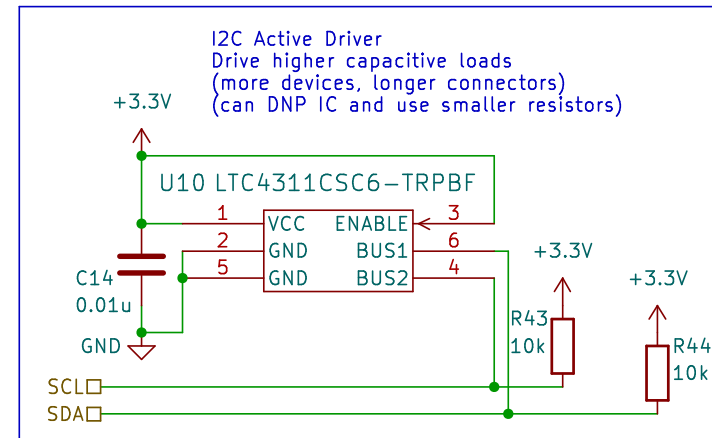 I2C Active Driver
Drive higher capacitive loads
(more devices, longer connectors)
(can DNP IC and use smaller resistors)
+3.3V
U10 LTC4311CSC6-TRPBF
1 VCC ENABLE 3
2 GND BUS1 6
5 GND BUS2 4
C14
0.01u
GND
+3.3V
R43
10k
+3.3V
R44
10k
SCL
SDA